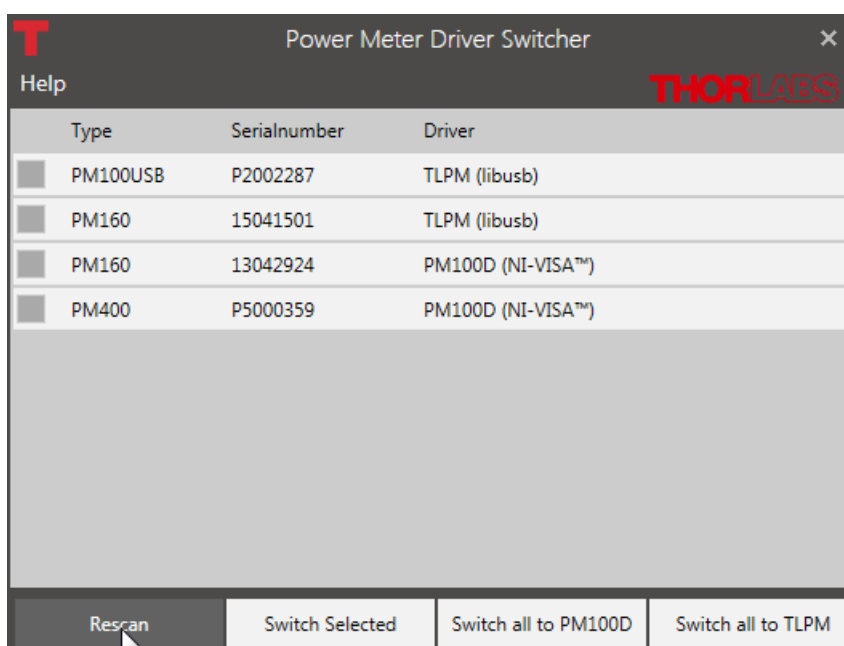 Power Meter Driver Switcher
Help
THORLABS
Type Serialnumber Driver
PM100USB P2002287 TLPM (libusb)
PM160 15041501 TLPM (libusb)
PM160 13042924 PM100D (NI-VISA™)
PM400 P5000359 PM100D (NI-VISA™)
Rescan Switch Selected Switch all to PM100D Switch all to TLPM